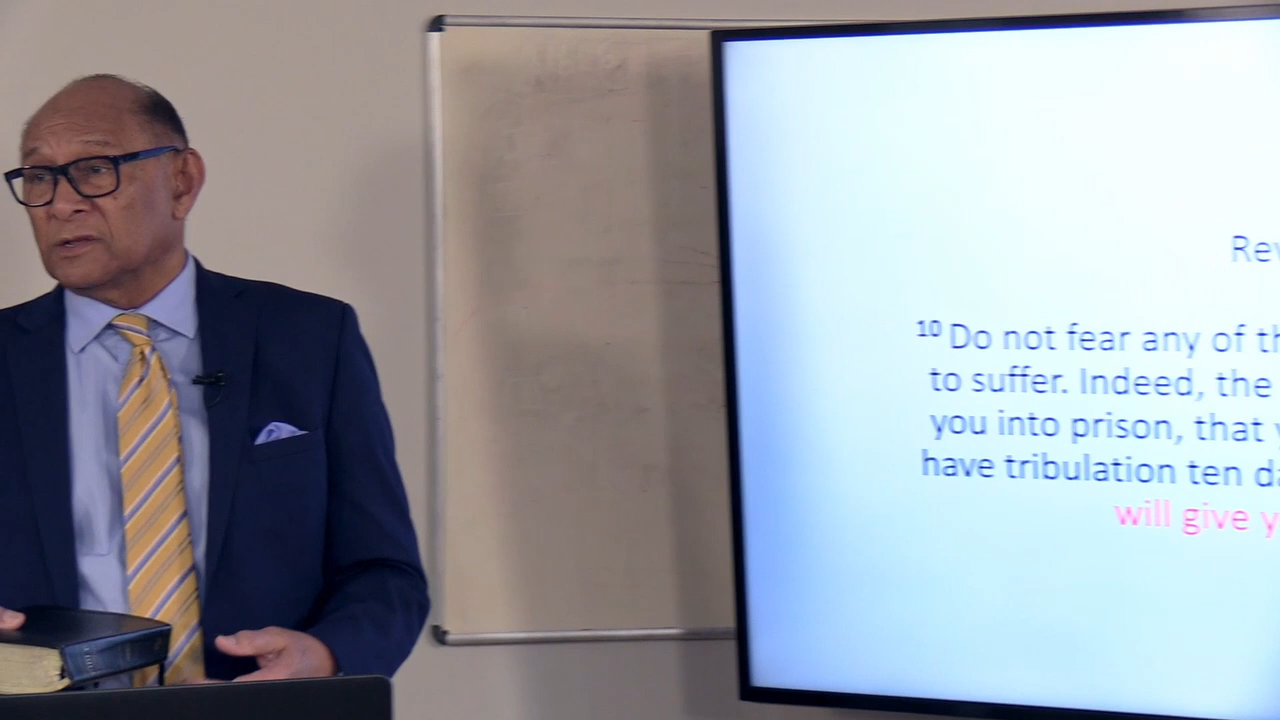 Rev
10 Do not fear any of th
to suffer. Indeed, the
you into prison, that y
have tribulation ten da
will give y